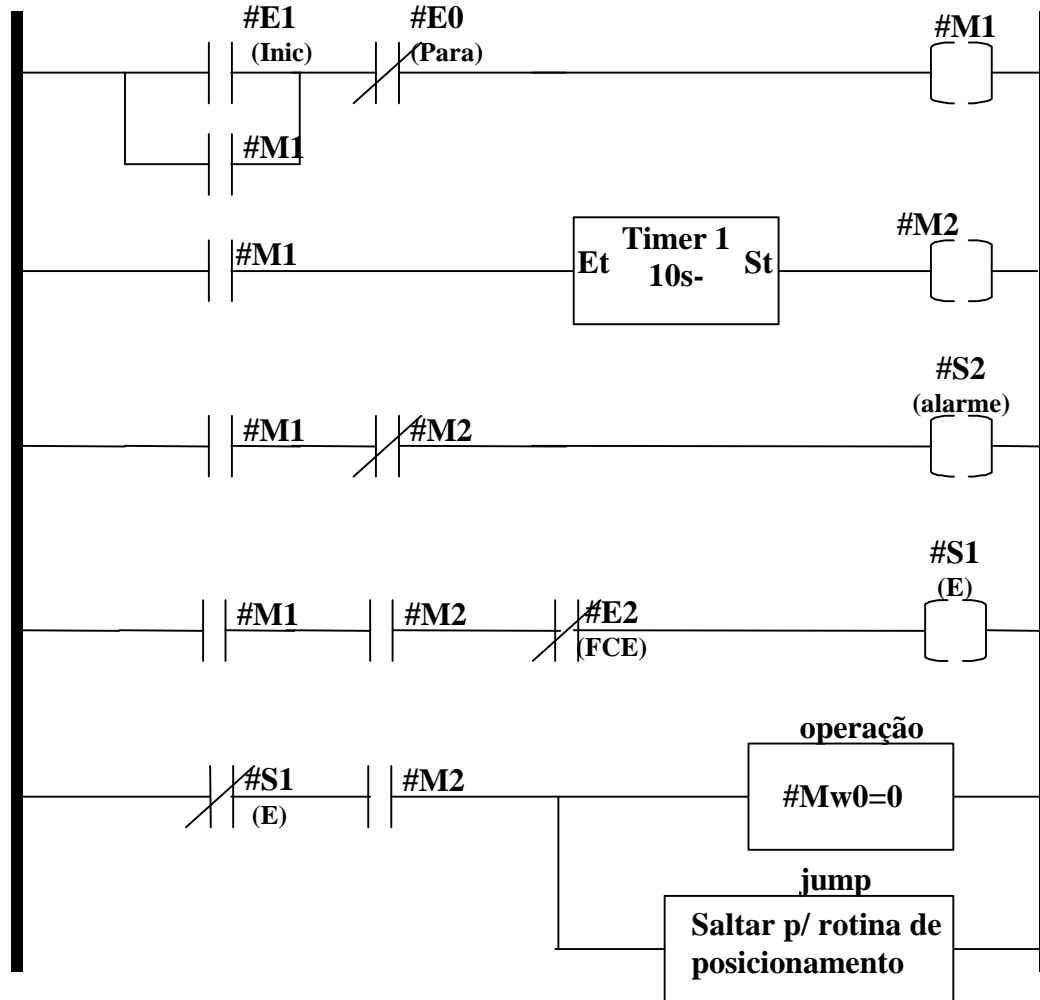 #E1
(Inic)
#E0
(Para)
#M1
#M1
#M1
Et
Timer 1
10s-
St
#M2
#S2
(alarme)
#M1
#M2
#S1
(E)
#M1
#M2
#E2
(FCE)
operação
#S1
(E)
#M2
#Mw0=0
jump
Saltar p/ rotina de
posicionamento